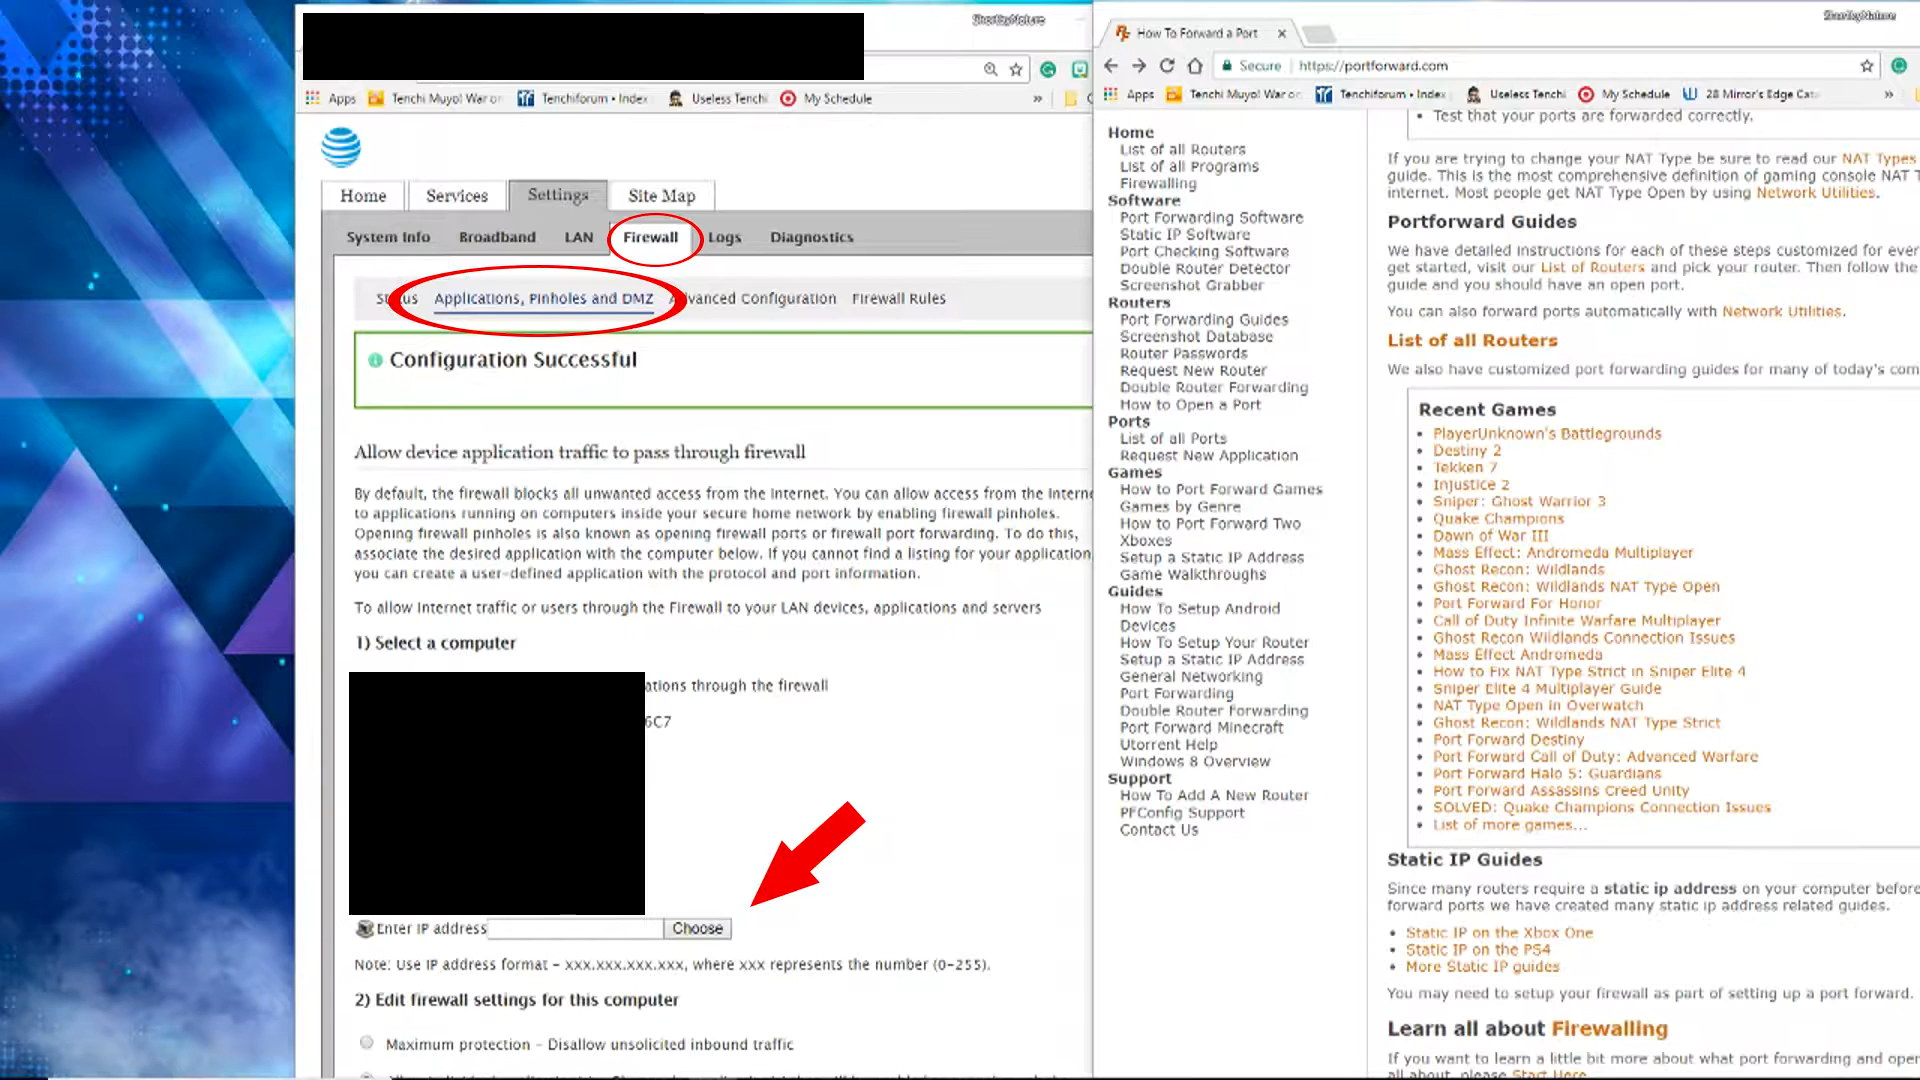 Apps
Tenchi Muyo! War on
Tenchiforum • Index
Useless Tenchi
My Schedule
»
Home
Services
Settings
Site Map
System Info
Broadband
LAN
Firewall
Logs
Diagnostics
Applications, Pinholes and DMZ
Advanced Configuration
Firewall Rules
Configuration Successful
Allow device application traffic to pass through firewall
By default, the firewall blocks all unwanted access from the Internet. You can allow access from the Interne
to applications running on computers inside your secure home network by enabling firewall pinholes.
Opening firewall pinholes is also known as opening firewall ports or firewall port forwarding. To do this,
associate the desired application with the computer below. If you cannot find a listing for your application,
you can create a user-defined application with the protocol and port information.
To allow Internet traffic or users through the Firewall to your LAN devices, applications and servers
1) Select a computer
ations through the firewall
6C7
Enter IP address
Choose
Note: Use IP address format - xxx.xxx.xxx.xxx, where xxx represents the number (0-255).
2) Edit firewall settings for this computer
Maximum protection - Disallow unsolicited inbound traffic
How To Forward a Port
Secure
https://portforward.com
Apps
Tenchi Muyo! War or
Tenchiforum • Index
Useless Tenchi
My Schedule
28 Mirror's Edge Cat
»
Home
List of all Routers
List of all Programs
Firewalling
Software
Port Forwarding Software
Static IP Software
Port Checking Software
Double Router Detector
Screenshot Grabber
Routers
Port Forwarding Guides
Screenshot Database
Router Passwords
Request New Router
Double Router Forwarding
How to Open a Port
Ports
List of all Ports
Request New Application
Games
How to Port Forward Games
Games by Genre
How to Port Forward Two
Xboxes
Setup a Static IP Address
Game Walkthroughs
Guides
How To Setup Android
Devices
How To Setup Your Router
Setup a Static IP Address
General Networking
Port Forwarding
Double Router Forwarding
Port Forward Minecraft
Utorrent Help
Windows 8 Overview
Support
How To Add A New Router
PFConfig Support
Contact Us
• Test that your ports are forwarded correctly.
If you are trying to change your NAT Type be sure to read our NAT Types
guide. This is the most comprehensive definition of gaming console NAT T
internet. Most people get NAT Type Open by using Network Utilities.
Portforward Guides
We have detailed instructions for each of these steps customized for ever
get started, visit our List of Routers and pick your router. Then follow the
guide and you should have an open port.
You can also forward ports automatically with Network Utilities.
List of all Routers
We also have customized port forwarding guides for many of today's com
Recent Games
• PlayerUnknown's Battlegrounds
• Destiny 2
• Tekken 7
• Injustice 2
• Sniper: Ghost Warrior 3
• Quake Champions
• Dawn of War III
• Mass Effect: Andromeda Multiplayer
• Ghost Recon: Wildlands
• Ghost Recon: Wildlands NAT Type Open
• Port Forward For Honor
• Call of Duty Infinite Warfare Multiplayer
• Ghost Recon Wildlands Connection Issues
• Mass Effect Andromeda
• How to Fix NAT Type Strict in Sniper Elite 4
• Sniper Elite 4 Multiplayer Guide
• NAT Type Open in Overwatch
• Ghost Recon: Wildlands NAT Type Strict
• Port Forward Destiny
• Port Forward Call of Duty: Advanced Warfare
• Port Forward Halo 5: Guardians
• Port Forward Assassins Creed Unity
• SOLVED: Quake Champions Connection Issues
• List of more games...
Static IP Guides
Since many routers require a static ip address on your computer before
forward ports we have created many static ip address related guides.
• Static IP on the Xbox One
• Static IP on the PS4
• More Static IP guides
You may need to setup your firewall as part of setting up a port forward.
Learn all about Firewalling
If you want to learn a little bit more about what port forwarding and open
all about, please Start Here